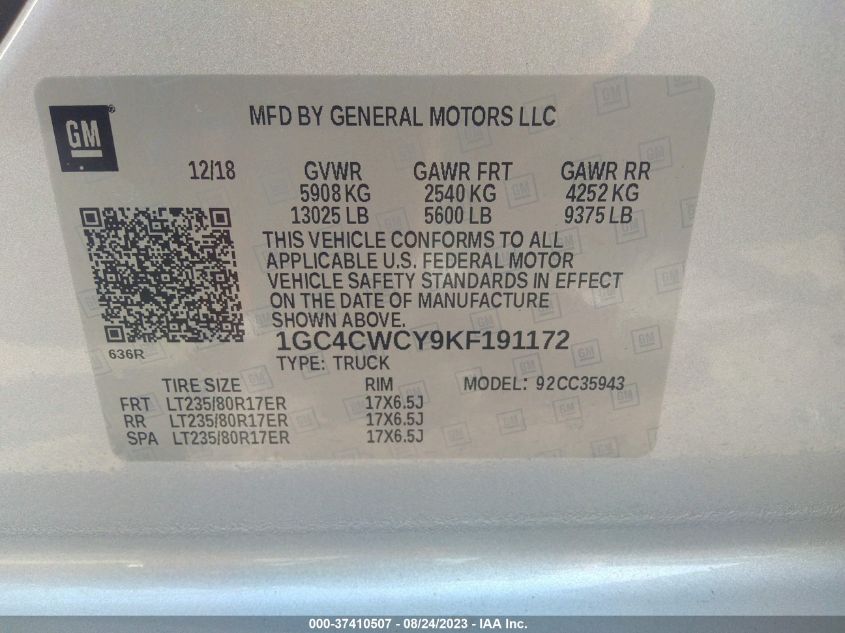 GM
MFD BY GENERAL MOTORS LLC
12/18 GVWR GAWR FRT GAWR RR
5908 KG 2540 KG 4252 KG
13025 LB 5600 LB 9375 LB
THIS VEHICLE CONFORMS TO ALL
APPLICABLE U.S. FEDERAL MOTOR
VEHICLE SAFETY STANDARDS IN EFFECT
ON THE DATE OF MANUFACTURE
SHOWN ABOVE.
636R
1GC4CWCY9KF191172
TYPE: TRUCK
TIRE SIZE RIM MODEL: 92CC35943
FRT LT235/80R17ER 17X6.5J
RR LT235/80R17ER 17X6.5J
SPA LT235/80R17ER 17X6.5J
000-37410507 - 08/24/2023 - IAA Inc.